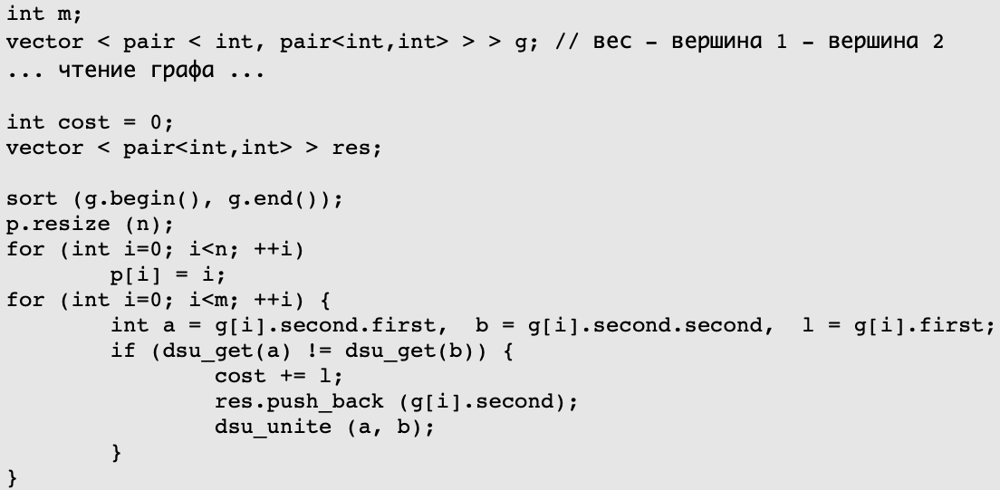 int m;
vector < pair < int, pair<int,int> > > g; // вес - вершина 1 - вершина 2
... чтение графа ...

int cost = 0;
vector < pair<int,int> > res;

sort (g.begin(), g.end());
p.resize (n);
for (int i=0; i<n; ++i)
        p[i] = i;
for (int i=0; i<m; ++i) {
        int a = g[i].second.first,  b = g[i].second.second,  l = g[i].first;
        if (dsu_get(a) != dsu_get(b)) {
                cost += l;
                res.push_back (g[i].second);
                dsu_unite (a, b);
        }
}